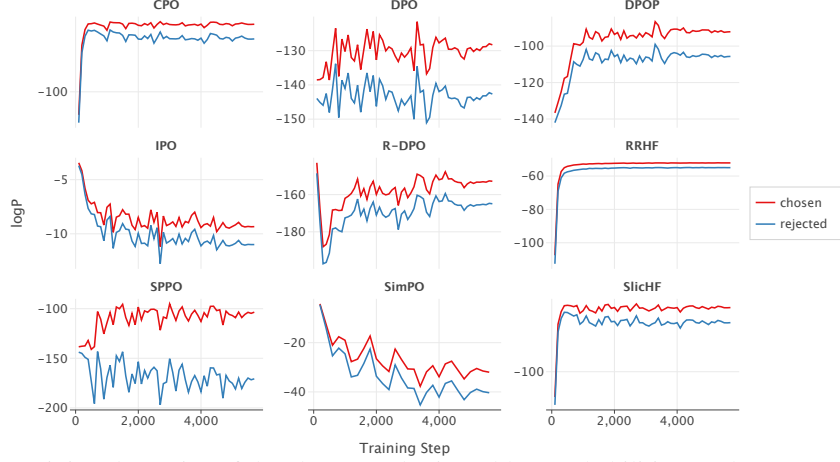 CPO DPO DPOP
−100
−130
−140
−150
−100
−120
−140
IPO R−DPO RRHF
−5
−10
−160
−180
−60
−80
−100
logP
chosen
rejected
SPPO SimPO SlicHF
−100
−150
−200
−20
−40
−100
0 2,000 4,000 0 2,000 4,000 0 2,000 4,000
Training Step